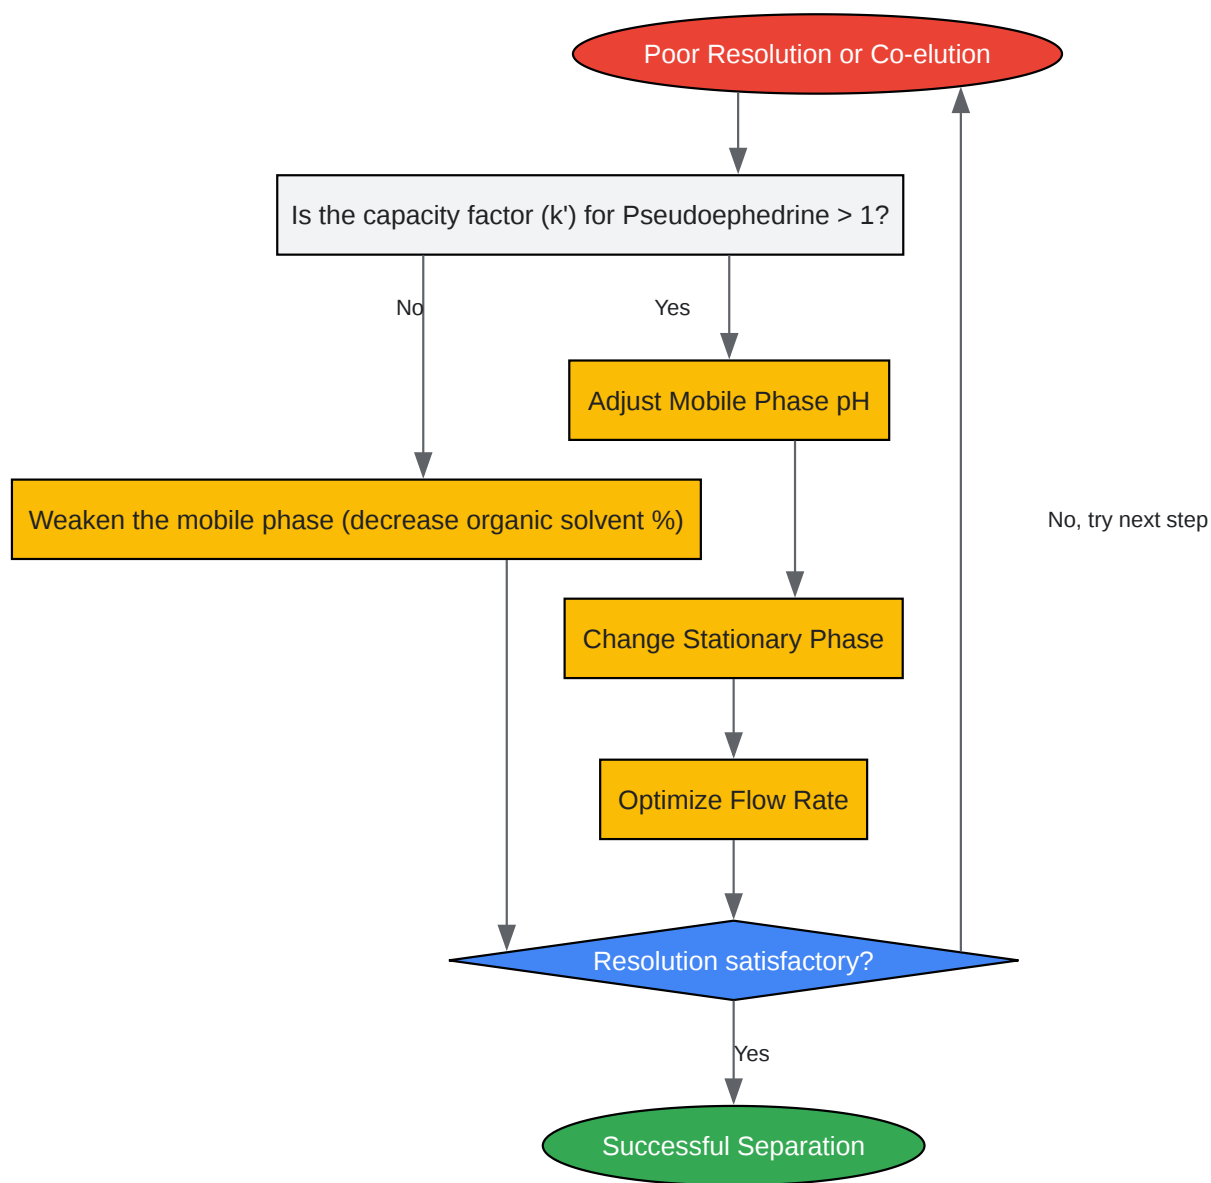 Poor Resolution or Co-elution
Is the capacity factor (k') for Pseudoephedrine > 1?
No
Yes
Adjust Mobile Phase pH
Weaken the mobile phase (decrease organic solvent %)
No, try next step
Change Stationary Phase
Optimize Flow Rate
Resolution satisfactory?
Yes
Successful Separation